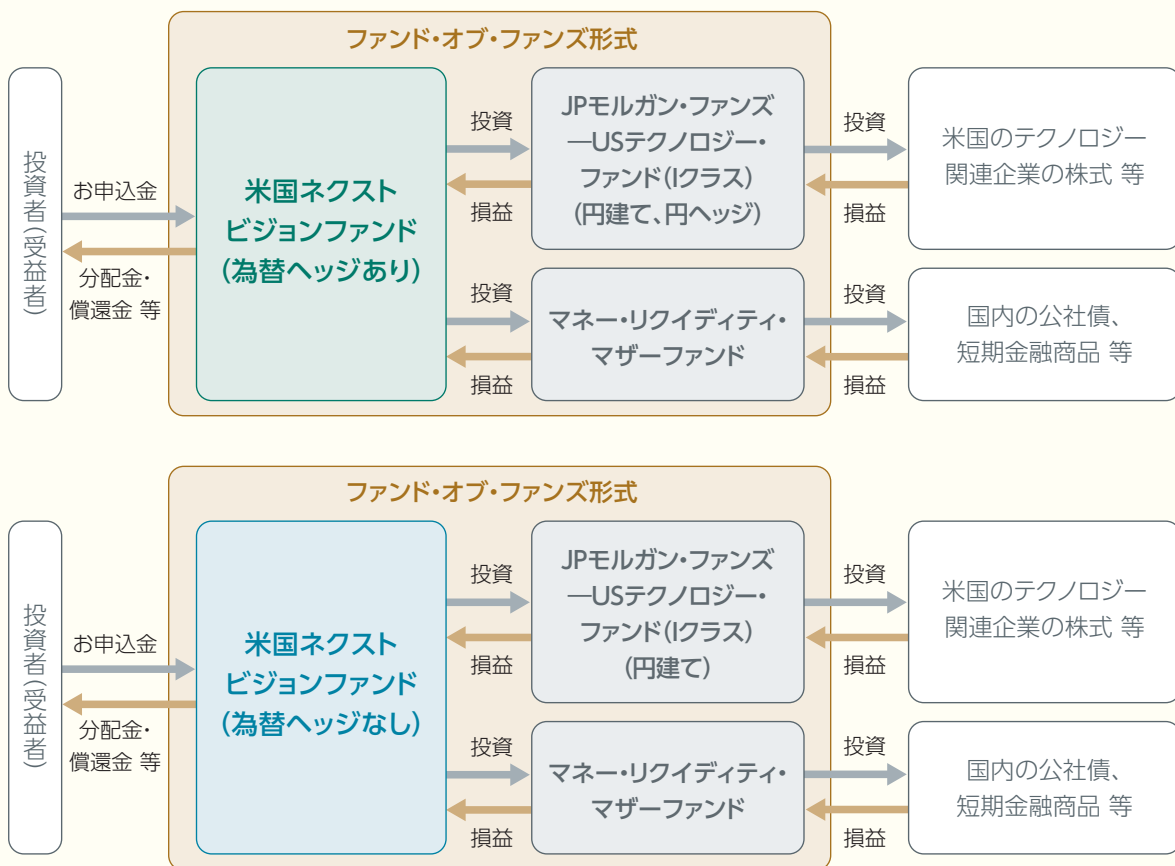 ファンド・オブ・ファンズ形式
投資者(受益者)
お申込金
分配金・
償還金 等
米国ネクスト
ビジョンファンド
(為替ヘッジあり)
投資
損益
JPモルガン・ファンズ
―USテクノロジー・
ファンド(Iクラス)
(円建て、円ヘッジ)
投資
損益
米国のテクノロジー
関連企業の株式 等
投資
損益
マネー・リクイディティ・
マザーファンド
投資
損益
国内の公社債、
短期金融商品 等
ファンド・オブ・ファンズ形式
投資者(受益者)
お申込金
分配金・
償還金 等
米国ネクスト
ビジョンファンド
(為替ヘッジなし)
投資
損益
JPモルガン・ファンズ
―USテクノロジー・
ファンド(Iクラス)
(円建て)
投資
損益
米国のテクノロジー
関連企業の株式 等
投資
損益
マネー・リクイディティ・
マザーファンド
投資
損益
国内の公社債、
短期金融商品 等